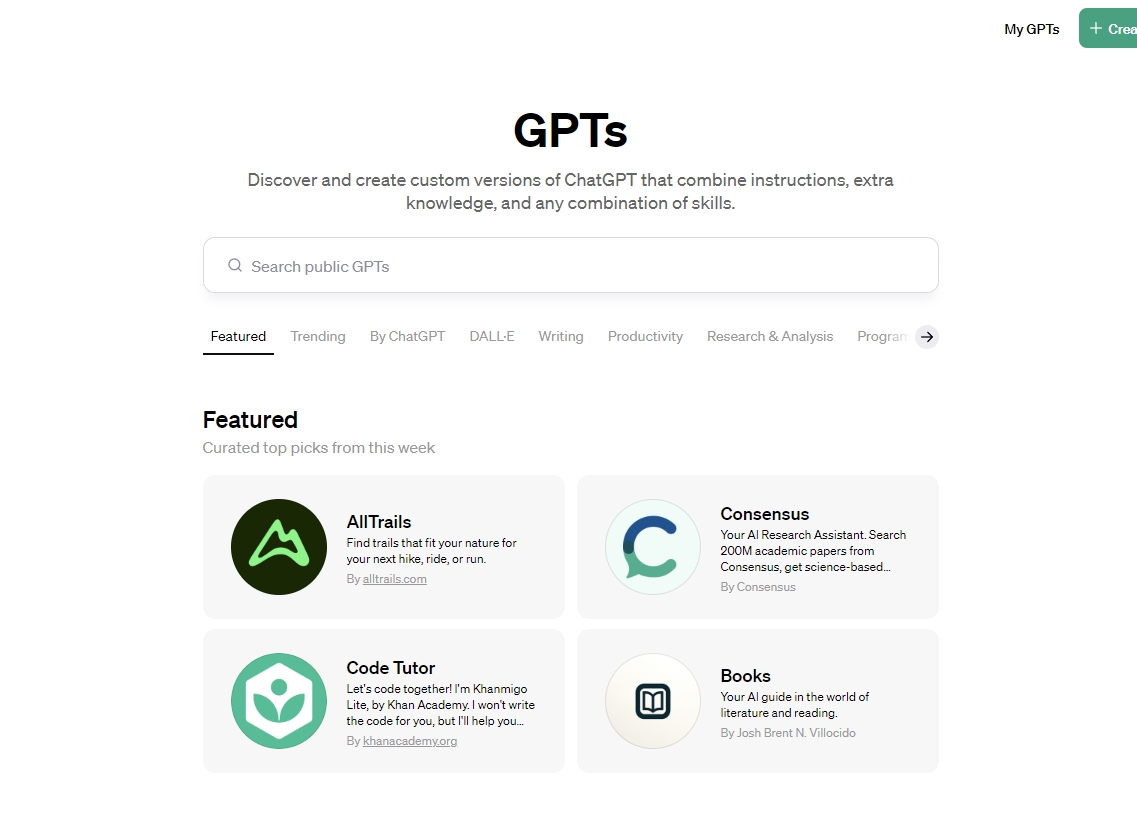 My GPTs
Crea
GPTs
Discover and create custom versions of ChatGPT that combine instructions, extra
knowledge, and any combination of skills.
Search public GPTs
Featured Trending By ChatGPT DALL·E Writing Productivity Research & Analysis Program
Featured
Curated top picks from this week
AllTrails
Find trails that fit your nature for
your next hike, ride, or run.
By alltrails.com
Consensus
Your AI Research Assistant. Search
200M academic papers from
Consensus, get science-based...
By Consensus
Code Tutor
Let's code together! I'm Khanmigo
Lite, by Khan Academy. I won't write
the code for you, but I'll help you...
By khanacademy.org
Books
Your AI guide in the world of
literature and reading.
By Josh Brent N. Villocido